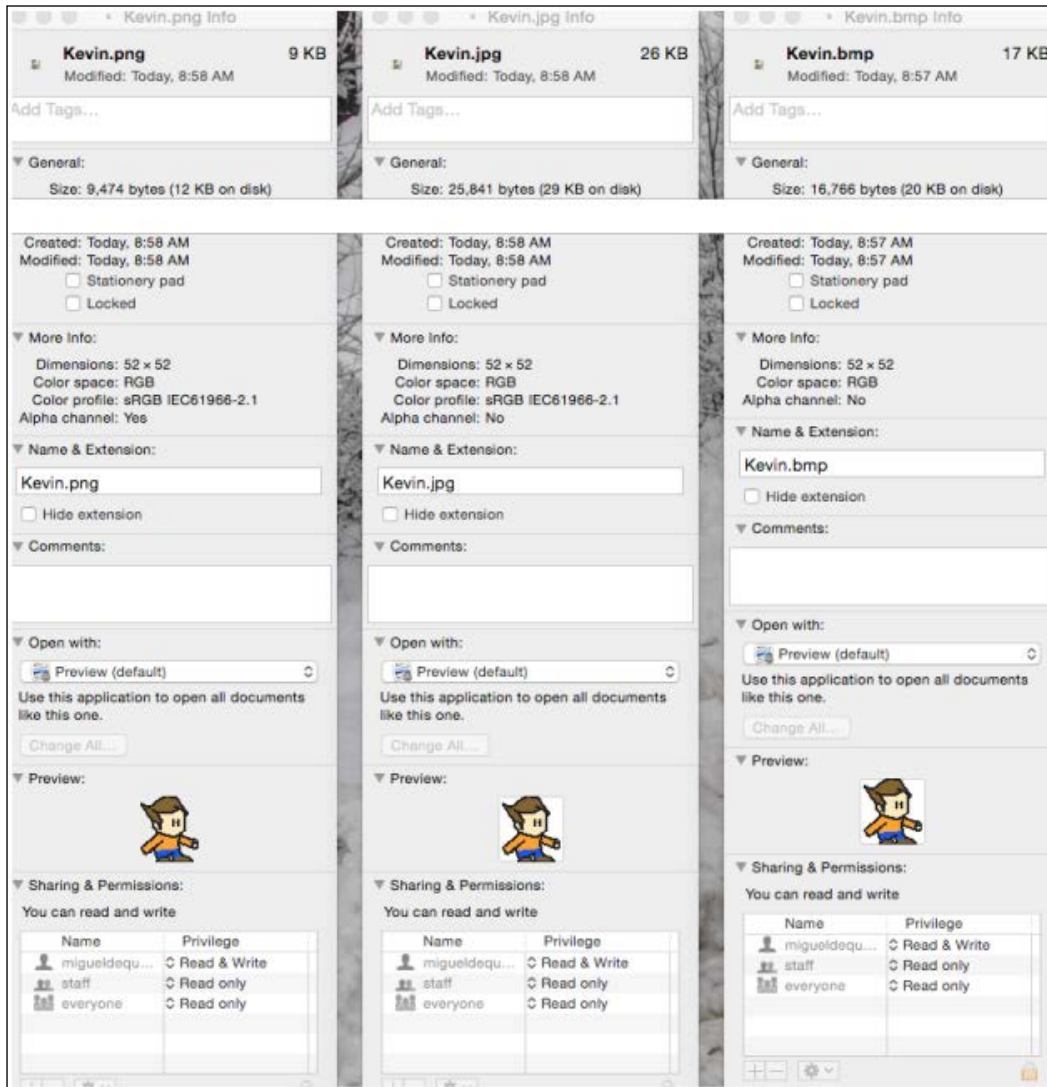 Kevin.png Info
Kevin.png 9 KB
Modified: Today, 8:58 AM
Add Tags...
General:
Size: 9,474 bytes (12 KB on disk)
Created: Today, 8:58 AM
Modified: Today, 8:58 AM
Stationery pad
Locked
More Info:
Dimensions: 52 × 52
Color space: RGB
Color profile: sRGB IEC61966-2.1
Alpha channel: Yes
Name & Extension:
Kevin.png
Hide extension
Comments:
Open with:
Preview (default)
Use this application to open all documents
like this one.
Change All...
Preview:
Sharing & Permissions:
You can read and write
Name Privilege
migueldequ... Read & Write
staff Read only
everyone Read only
Kevin.jpg Info
Kevin.jpg 26 KB
Modified: Today, 8:58 AM
Add Tags...
General:
Size: 25,841 bytes (29 KB on disk)
Created: Today, 8:58 AM
Modified: Today, 8:58 AM
Stationery pad
Locked
More Info:
Dimensions: 52 × 52
Color space: RGB
Color profile: sRGB IEC61966-2.1
Alpha channel: No
Name & Extension:
Kevin.jpg
Hide extension
Comments:
Open with:
Preview (default)
Use this application to open all documents
like this one.
Change All...
Preview:
Sharing & Permissions:
You can read and write
Name Privilege
migueldequ... Read & Write
staff Read only
everyone Read only
Kevin.bmp Info
Kevin.bmp 17 KB
Modified: Today, 8:57 AM
Add Tags...
General:
Size: 16,766 bytes (20 KB on disk)
Created: Today, 8:57 AM
Modified: Today, 8:57 AM
Stationery pad
Locked
More Info:
Dimensions: 52 × 52
Color space: RGB
Alpha channel: No
Name & Extension:
Kevin.bmp
Hide extension
Comments:
Open with:
Preview (default)
Use this application to open all documents
like this one.
Change All...
Preview:
Sharing & Permissions:
You can read and write
Name Privilege
migueldequ... Read & Write
staff Read only
everyone Read only